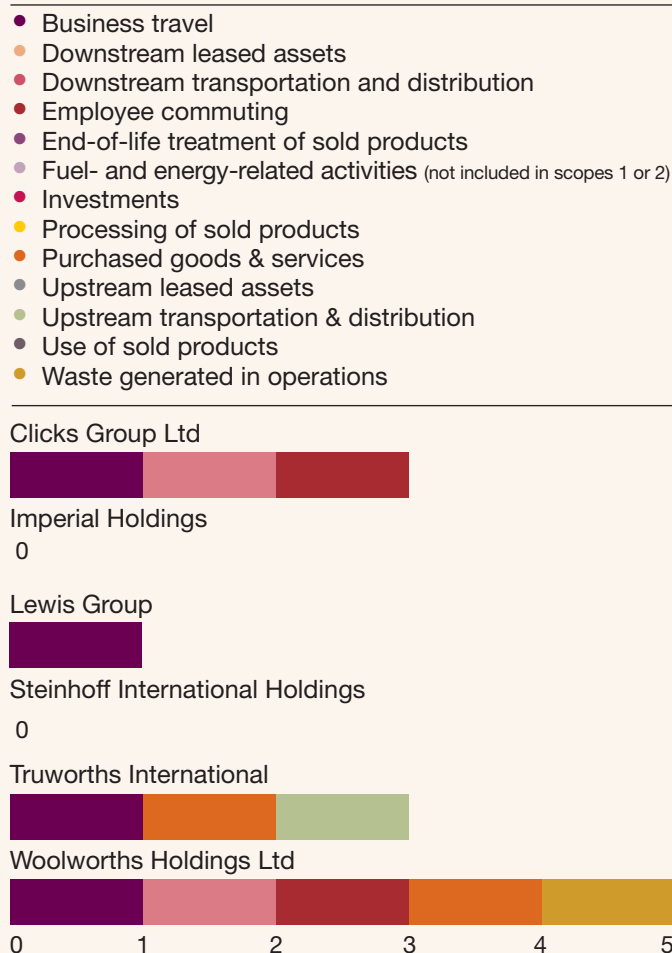 Business travel
Downstream leased assets
Downstream transportation and distribution
Employee commuting
End-of-life treatment of sold products
Fuel- and energy-related activities (not included in scopes 1 or 2)
Investments
Processing of sold products
Purchased goods & services
Upstream leased assets
Upstream transportation & distribution
Use of sold products
Waste generated in operations
Clicks Group Ltd
Imperial Holdings
0
Lewis Group
Steinhoff International Holdings
0
Truworths International
Woolworths Holdings Ltd
0 1 2 3 4 5